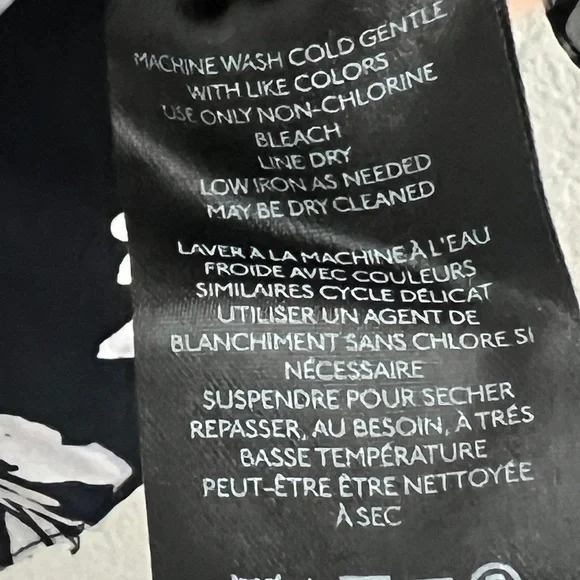 MACHINE WASH COLD GENTLE
WITH LIKE COLORS
USE ONLY NON-CHLORINE
BLEACH
LINE DRY
LOW IRON AS NEEDED
MAY BE DRY CLEANED
LAVER A LA MACHINE À L'EAU
FROIDE AVEC COULEURS
SIMILAIRES CYCLE DÉLICAT
UTILISER UN AGENT DE
BLANCHIMENT SANS CHLORE SI
NÉCESSAIRE
SUSPENDRE POUR SECHER
REPASSER, AU BESOIN, À TRÉS
BASSE TEMPÉRATURE
PEUT-ÊTRE ÊTRE NETTOYÉE
À SEC